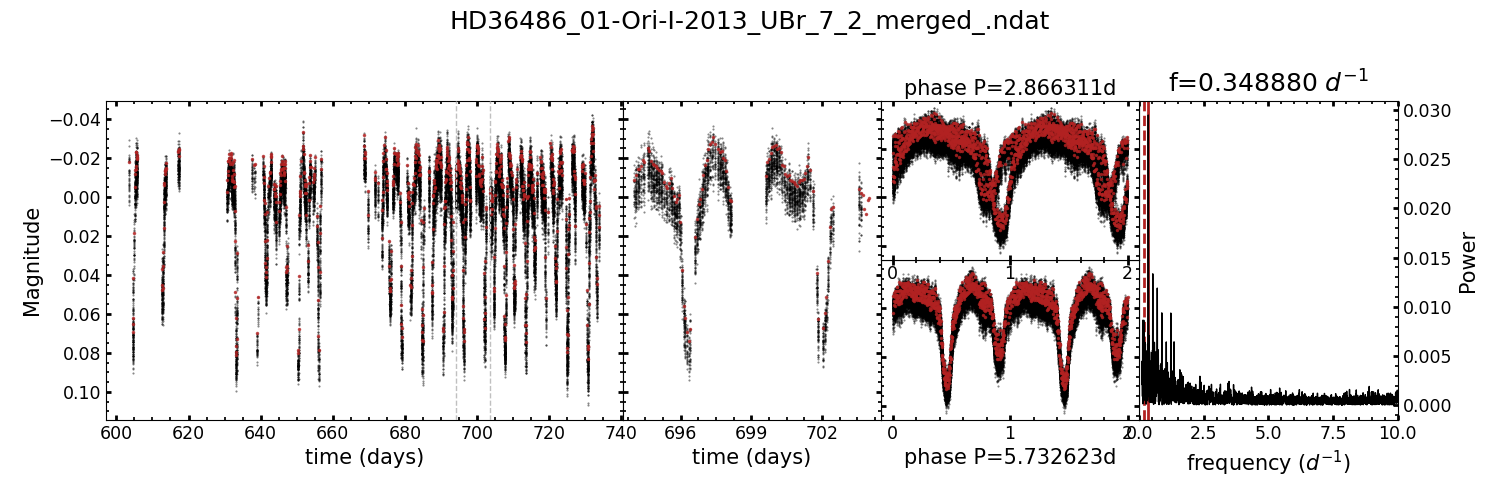 HD36486_01-Ori-I-2013_UBr_7_2_merged_.ndat
phase P=2.866311d
f=0.348880 d⁻¹
Magnitude
−0.04
−0.02
0.00
0.02
0.04
0.06
0.08
0.10
600 620 640 660 680 700 720 740
time (days)
696 699 702
time (days)
0 1 2
0 1 2
phase P=5.732623d
0.030
0.025
0.020
0.015
0.010
0.005
0.000
Power
0.0 2.5 5.0 7.5 10.0
frequency (d⁻¹)